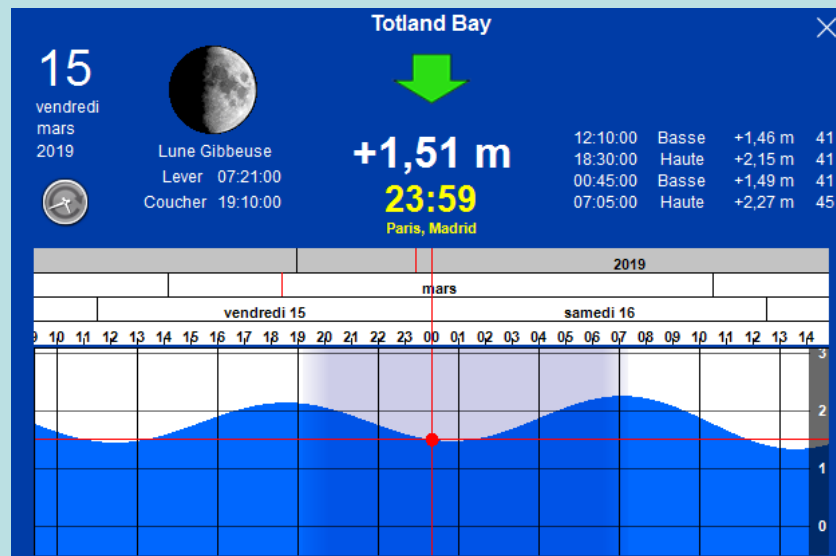 Totland Bay
15
vendredi
mars
2019
Lune Gibbeuse
Lever 07:21:00
Coucher 19:10:00
+1,51 m
23:59
Paris, Madrid
12:10:00 Basse +1,46 m 41
18:30:00 Haute +2,15 m 41
00:45:00 Basse +1,49 m 41
07:05:00 Haute +2,27 m 45
2019
mars
vendredi 15 samedi 16
9 10 11 12 13 14 15 16 17 18 19 20 21 22 23 00 01 02 03 04 05 06 07 08 09 10 11 12 13 14
3
2
1
0